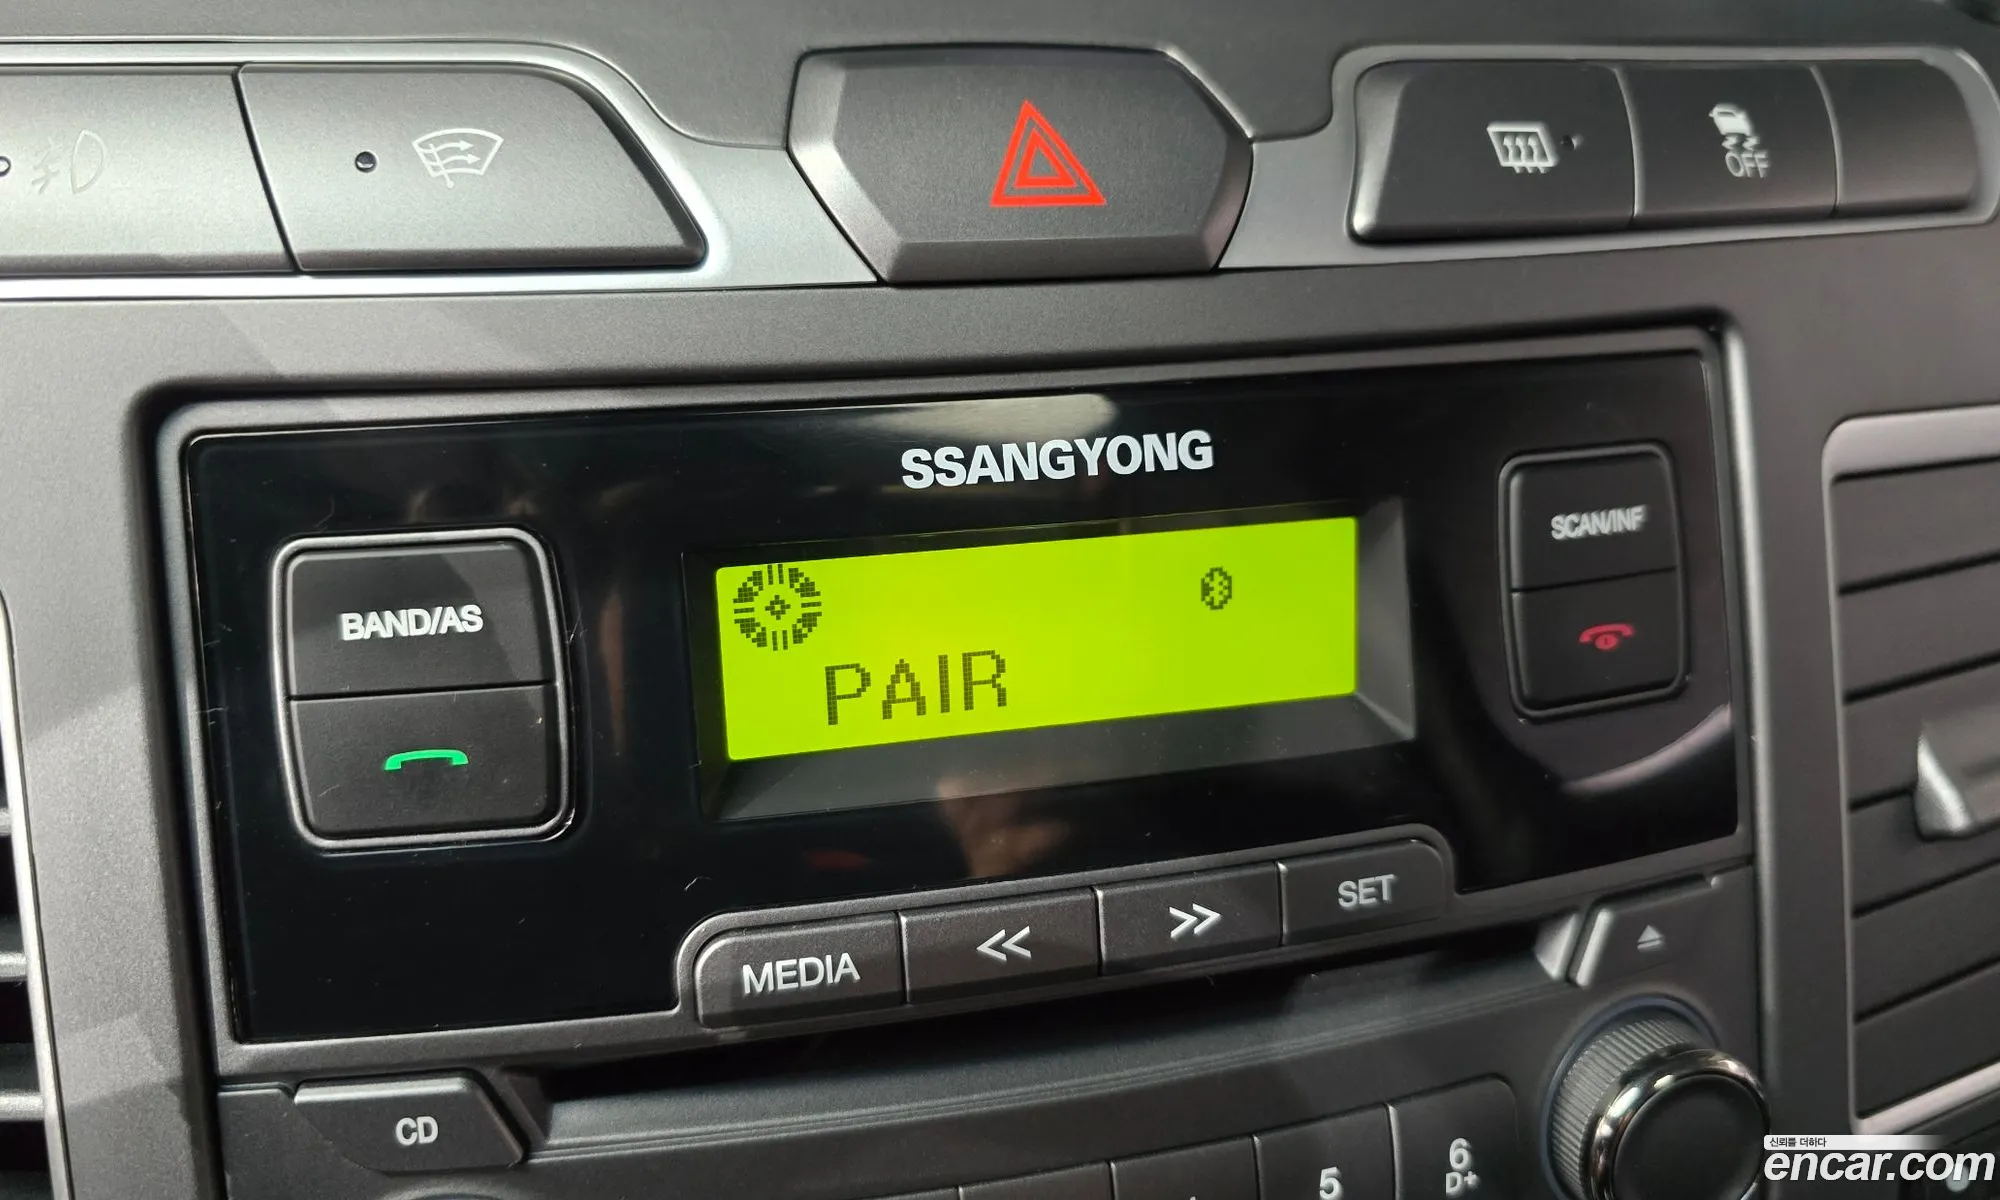 OFF
SSANGYONG
SCAN/INF
BAND/AS
PAIR
SET
MEDIA
CD
5
6
D+
신뢰를 더하다
encar.com